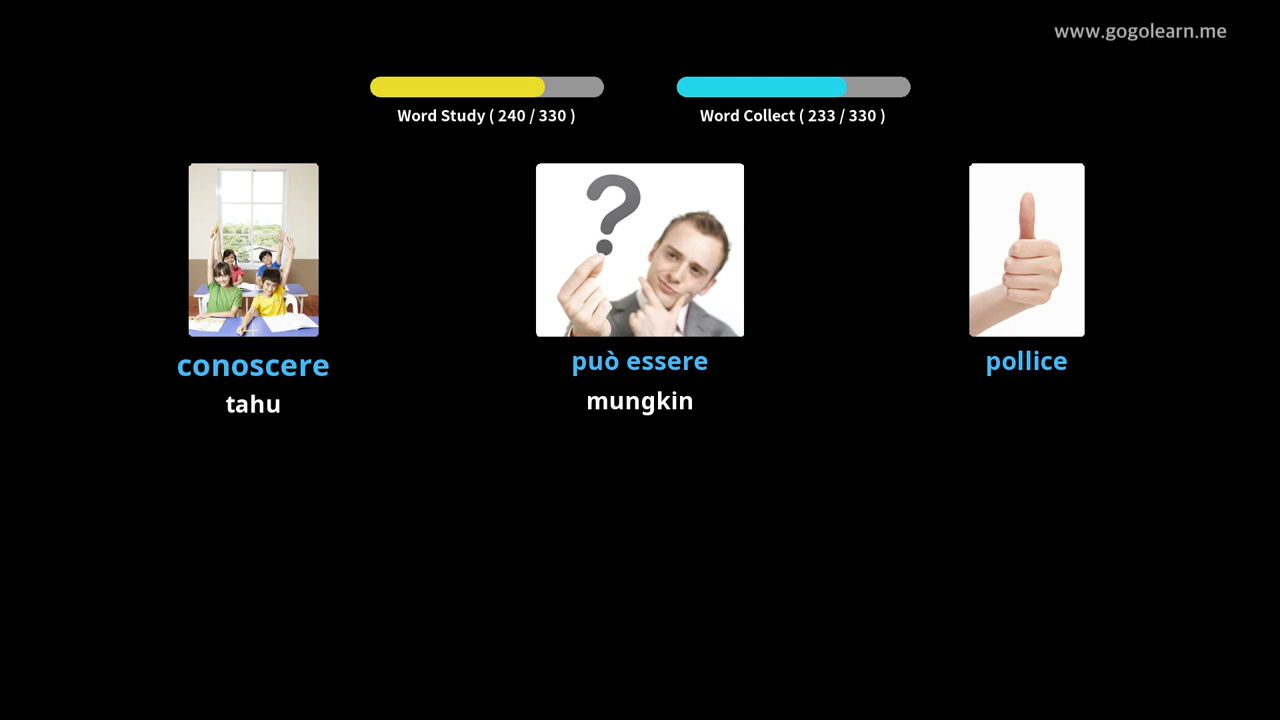 www.gogolearn.me
Word Study ( 240 / 330 )
Word Collect ( 233 / 330 )
conoscere
tahu
può essere
mungkin
pollice